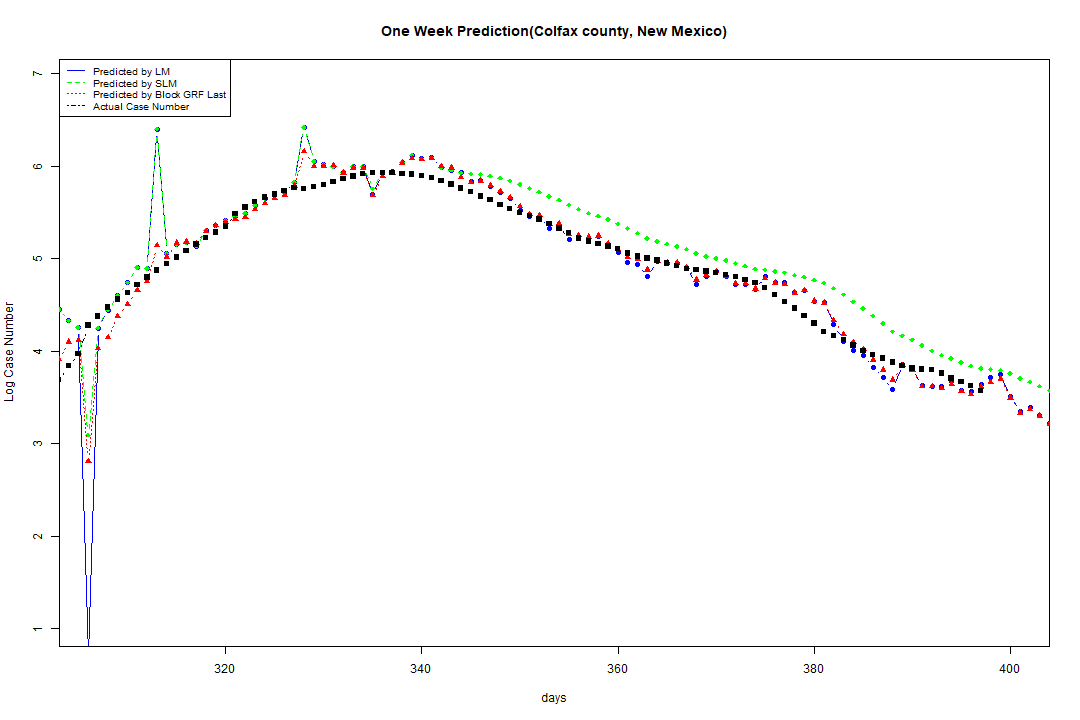 One Week Prediction(Colfax county, New Mexico)
Predicted by LM
Predicted by SLM
Predicted by Block GRF Last
Actual Case Number
Log Case Number
7
6
5
4
3
2
1
320
340
360
380
400
days